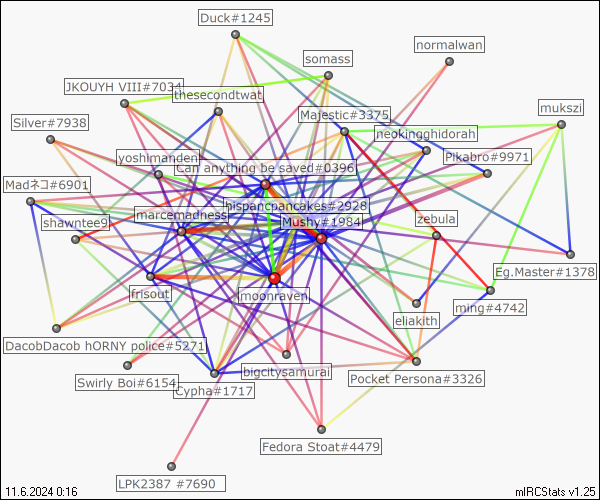 Duck#1245
normalwan
somass
JKOUYH VIII#7034
thesecondtwat
mukszi
Majestic#3375
Silver#7938
neokingghidorah
yoshimanden
Pikabro#9971
Can anything be saved#0396
Madネコ#6901
hispancpancakes#2928
marcemadness
Mushy#1984
zebula
shawntee9
Eg.Master#1378
frisout
moonraven
ming#4742
eliakith
DacobDacob hORNY police#5271
bigcitysamurai
Pocket Persona#3326
Swirly Boi#6154
Cypha#1717
Fedora Stoat#4479
LPK2387 #7690
11.6.2024 0:16
mIRCStats v1.25